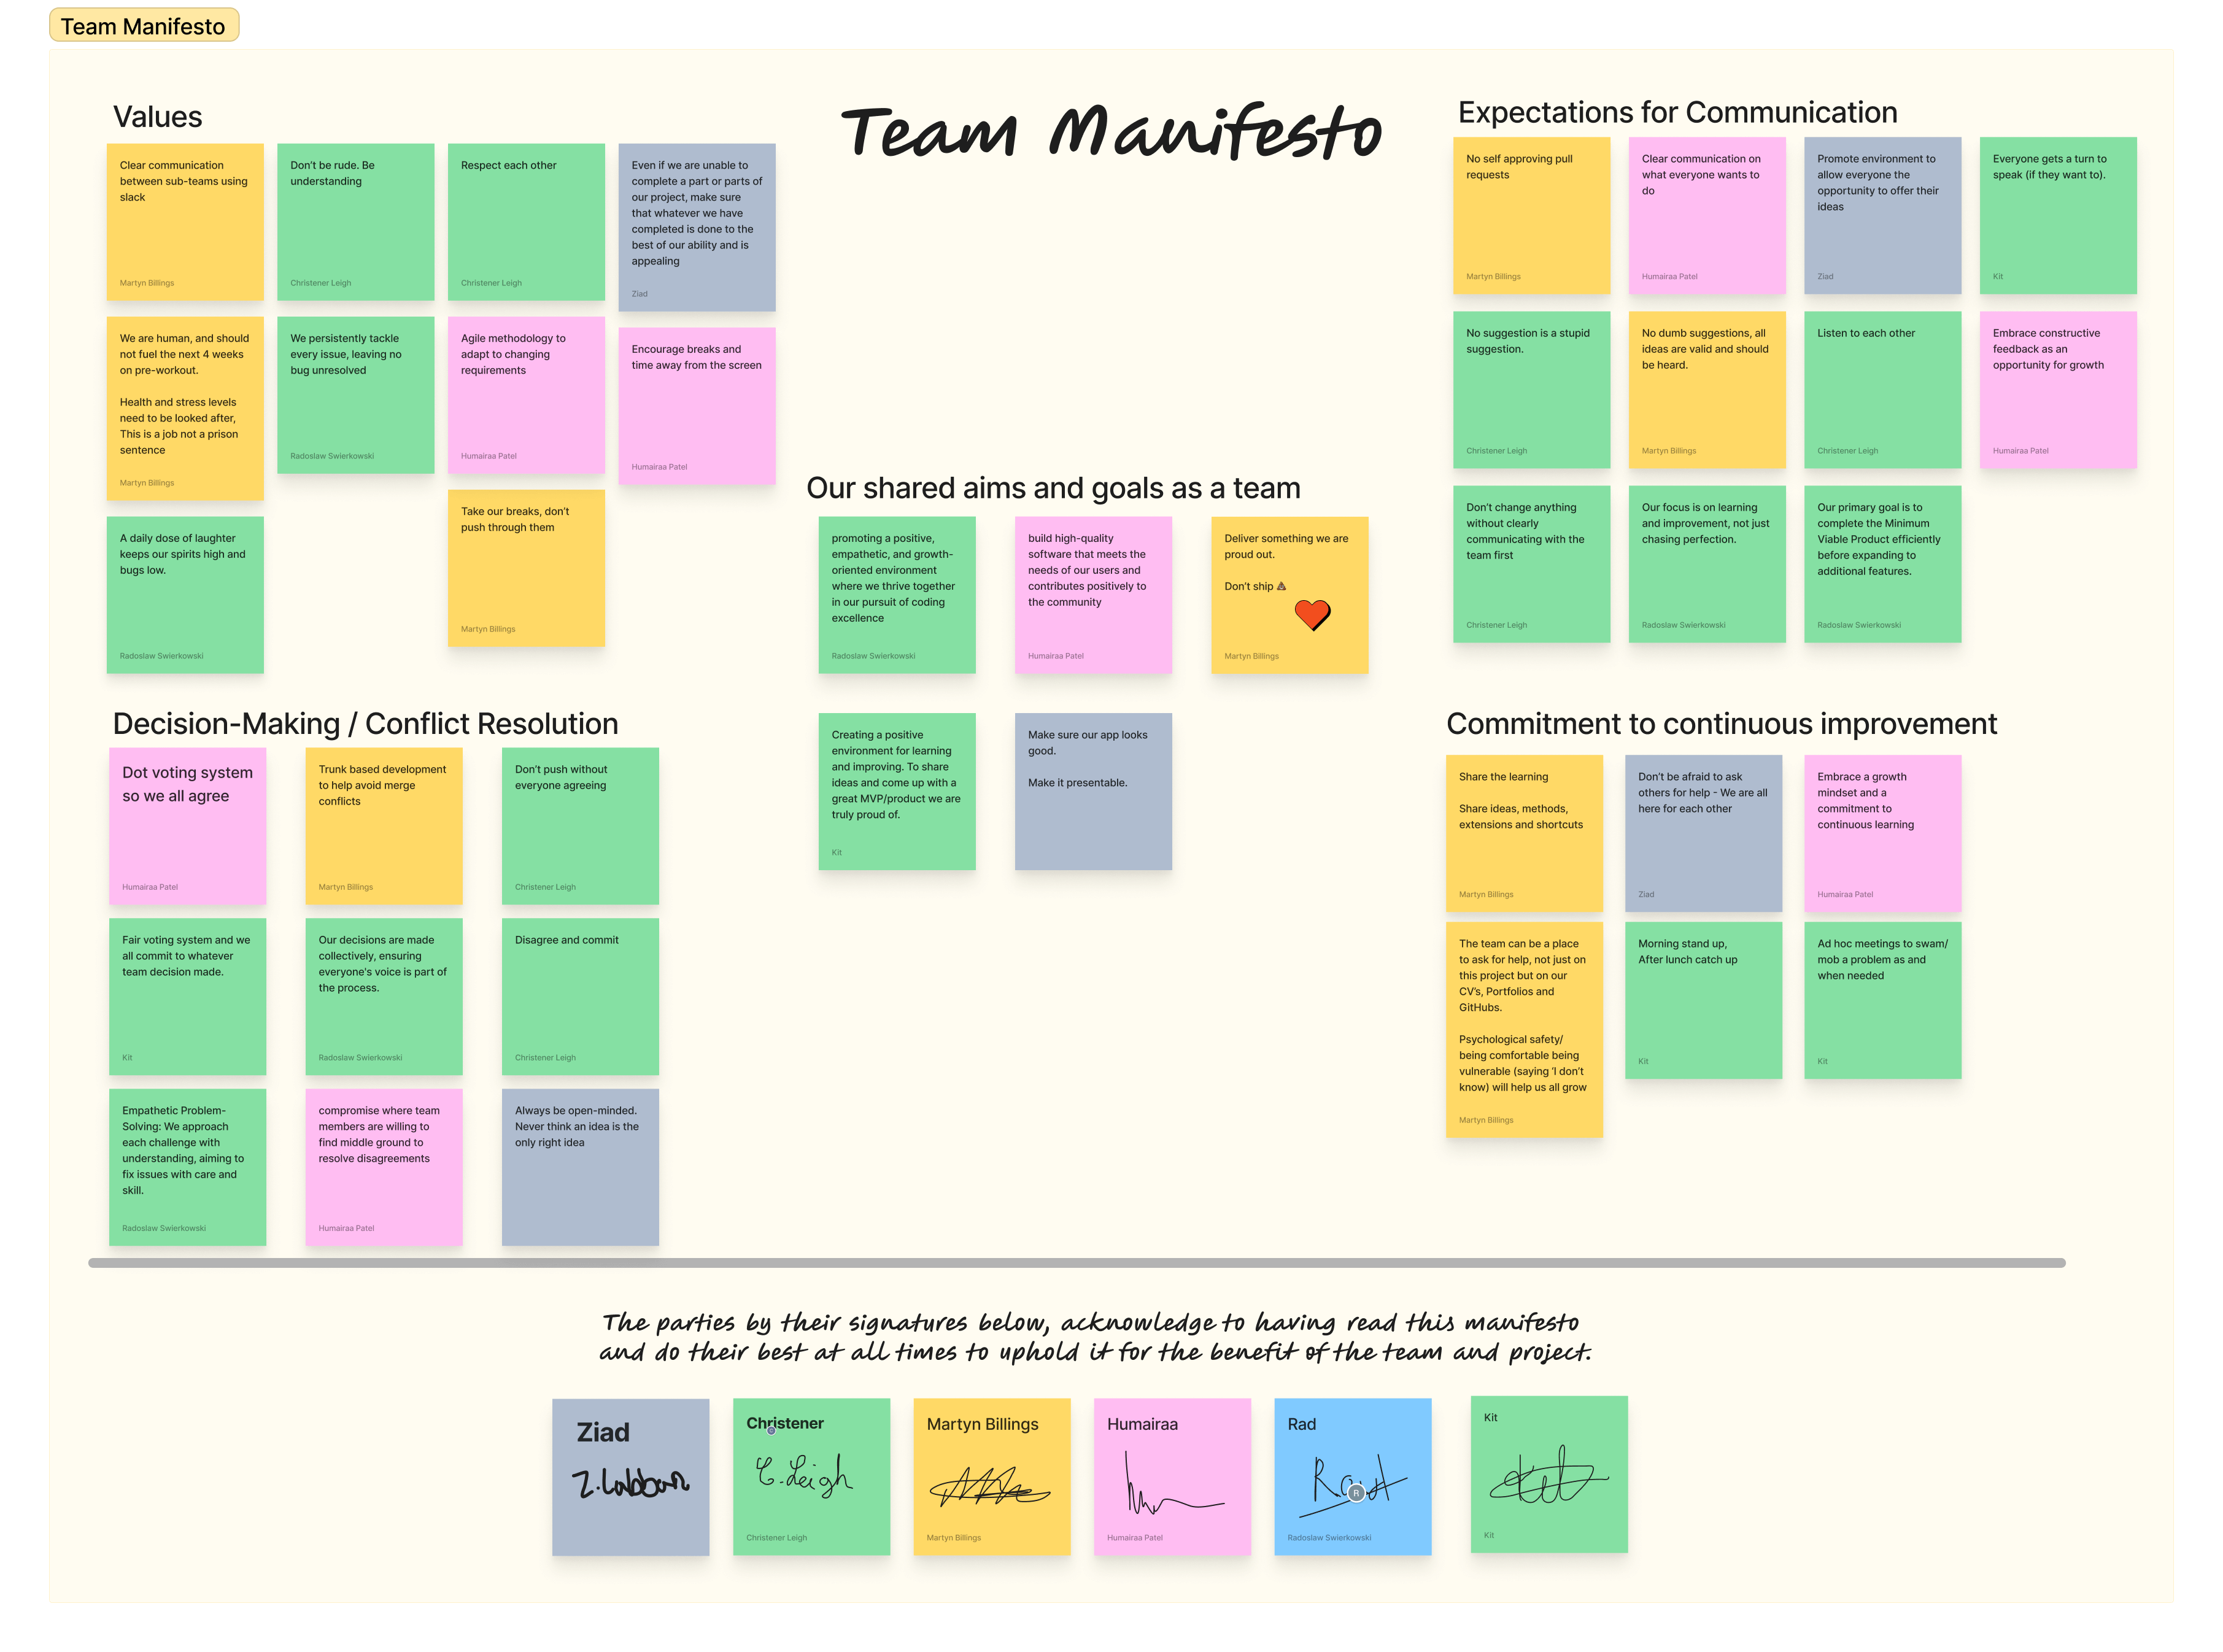 Team Manifesto
Team Manifesto
Values
Clear communication
between sub-teams using
slack
Martyn Billings
Don't be rude. Be
understanding
Christener Leigh
Respect each other
Christener Leigh
Even if we are unable to
complete a part or parts of
our project, make sure
that whatever we have
completed is done to the
best of our ability and is
appealing
Ziad
We are human, and should
not fuel the next 4 weeks
on pre-workout.
Health and stress levels
need to be looked after,
This is a job not a prison
sentence
Martyn Billings
We persistently tackle
every issue, leaving no
bug unresolved
Radoslaw Swierkowski
Agile methodology to
adapt to changing
requirements
Humairaa Patel
Encourage breaks and
time away from the screen
Humairaa Patel
A daily dose of laughter
keeps our spirits high and
bugs low.
Radoslaw Swierkowski
Take our breaks, don't
push through them
Martyn Billings
Our shared aims and goals as a team
promoting a positive,
empathetic, and growth-
oriented environment
where we thrive together
in our pursuit of coding
excellence
Radoslaw Swierkowski
build high-quality
software that meets the
needs of our users and
contributes positively to
the community
Humairaa Patel
Deliver something we are
proud out.
Don't ship 💩
Martyn Billings
Creating a positive
environment for learning
and improving. To share
ideas and come up with a
great MVP/product we are
truly proud of.
Kit
Make sure our app looks
good.
Make it presentable.
Expectations for Communication
No self approving pull
requests
Martyn Billings
Clear communication on
what everyone wants to
do
Humairaa Patel
Promote environment to
allow everyone the
opportunity to offer their
ideas
Ziad
Everyone gets a turn to
speak (if they want to).
Kit
No suggestion is a stupid
suggestion.
Christener Leigh
No dumb suggestions, all
ideas are valid and should
be heard.
Martyn Billings
Listen to each other
Christener Leigh
Embrace constructive
feedback as an
opportunity for growth
Humairaa Patel
Don't change anything
without clearly
communicating with the
team first
Christener Leigh
Our focus is on learning
and improvement, not just
chasing perfection.
Radoslaw Swierkowski
Our primary goal is to
complete the Minimum
Viable Product efficiently
before expanding to
additional features.
Radoslaw Swierkowski
Decision-Making / Conflict Resolution
Dot voting system
so we all agree
Humairaa Patel
Trunk based development
to help avoid merge
conflicts
Martyn Billings
Don't push without
everyone agreeing
Christener Leigh
Fair voting system and we
all commit to whatever
team decision made.
Kit
Our decisions are made
collectively, ensuring
everyone's voice is part of
the process.
Radoslaw Swierkowski
Disagree and commit
Christener Leigh
Empathetic Problem-
Solving: We approach
each challenge with
understanding, aiming to
fix issues with care and
skill.
Radoslaw Swierkowski
compromise where team
members are willing to
find middle ground to
resolve disagreements
Humairaa Patel
Always be open-minded.
Never think an idea is the
only right idea
Commitment to continuous improvement
Share the learning
Share ideas, methods,
extensions and shortcuts
Martyn Billings
Don't be afraid to ask
others for help - We are all
here for each other
Ziad
Embrace a growth
mindset and a
commitment to
continuous learning
Humairaa Patel
The team can be a place
to ask for help, not just on
this project but on our
CV's, Portfolios and
GitHubs.
Psychological safety/
being comfortable being
vulnerable (saying 'I don't
know) will help us all grow
Martyn Billings
Morning stand up,
After lunch catch up
Kit
Ad hoc meetings to swam/
mob a problem as and
when needed
Kit
The parties by their signatures below, acknowledge to having read this manifesto
and do their best at all times to uphold it for the benefit of the team and project.
Ziad
Z. Labban
Christener
C. Leigh
Christener Leigh
Martyn Billings
Martyn Billings
Humairaa
Humairaa Patel
Rad
R
Radoslaw Swierkowski
Kit
Kit
Kit